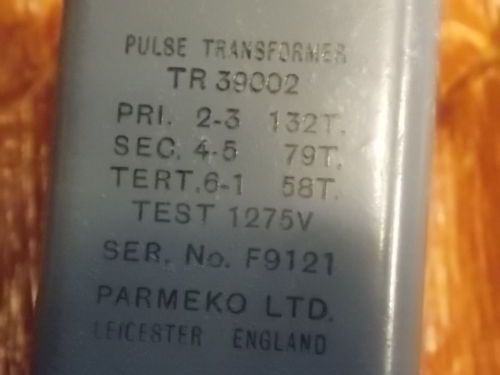 PULSE TRANSFORMER
TR 39002
PRI. 2-3 132T.
SEC. 4-5 79T.
TERT. 6-1 58T.
TEST 1275V
SER. No. F9121
PARMEKO LTD.
LEICESTER ENGLAND